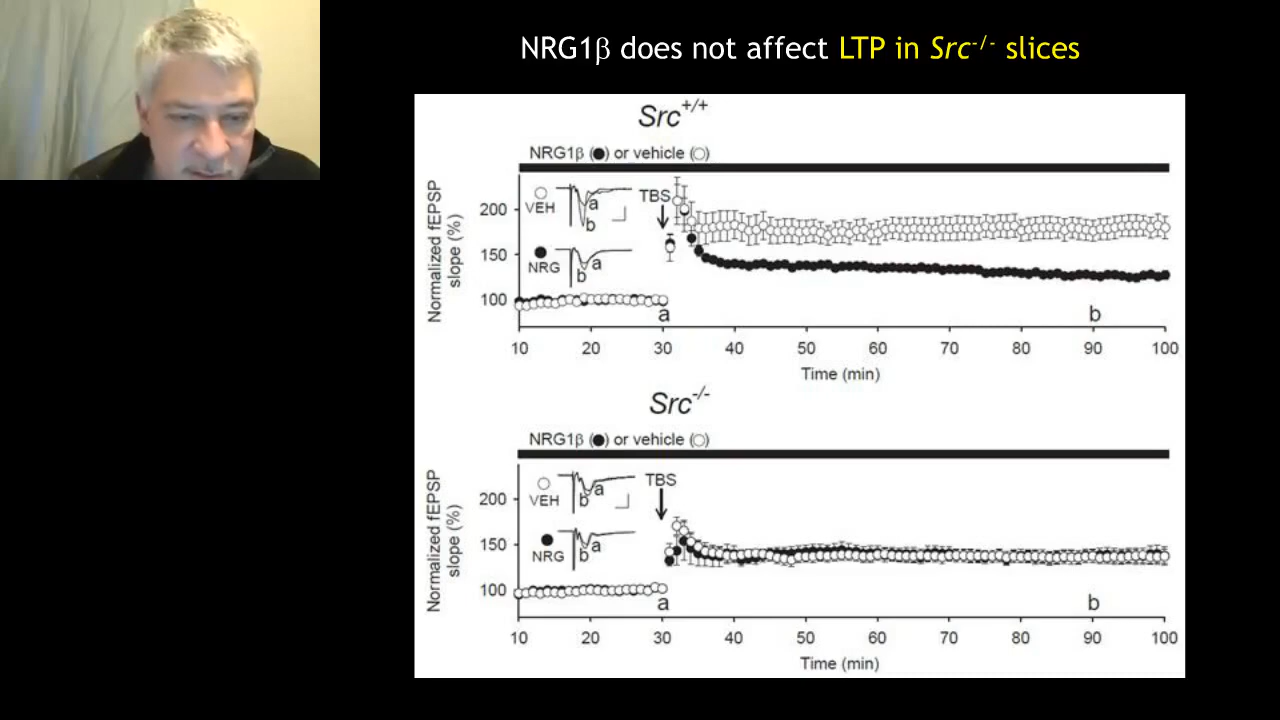 NRG1β does not affect LTP in Src-/- slices
Src+/+
NRG1β (●) or vehicle (○)
Normalized fEPSP slope (%)
200
150
100
VEH
a
b
NRG
a
b
TBS
a
b
10 20 30 40 50 60 70 80 90 100
Time (min)
Src-/-
NRG1β (●) or vehicle (○)
Normalized fEPSP slope (%)
200
150
100
VEH
a
b
NRG
a
b
TBS
a
b
10 20 30 40 50 60 70 80 90 100
Time (min)